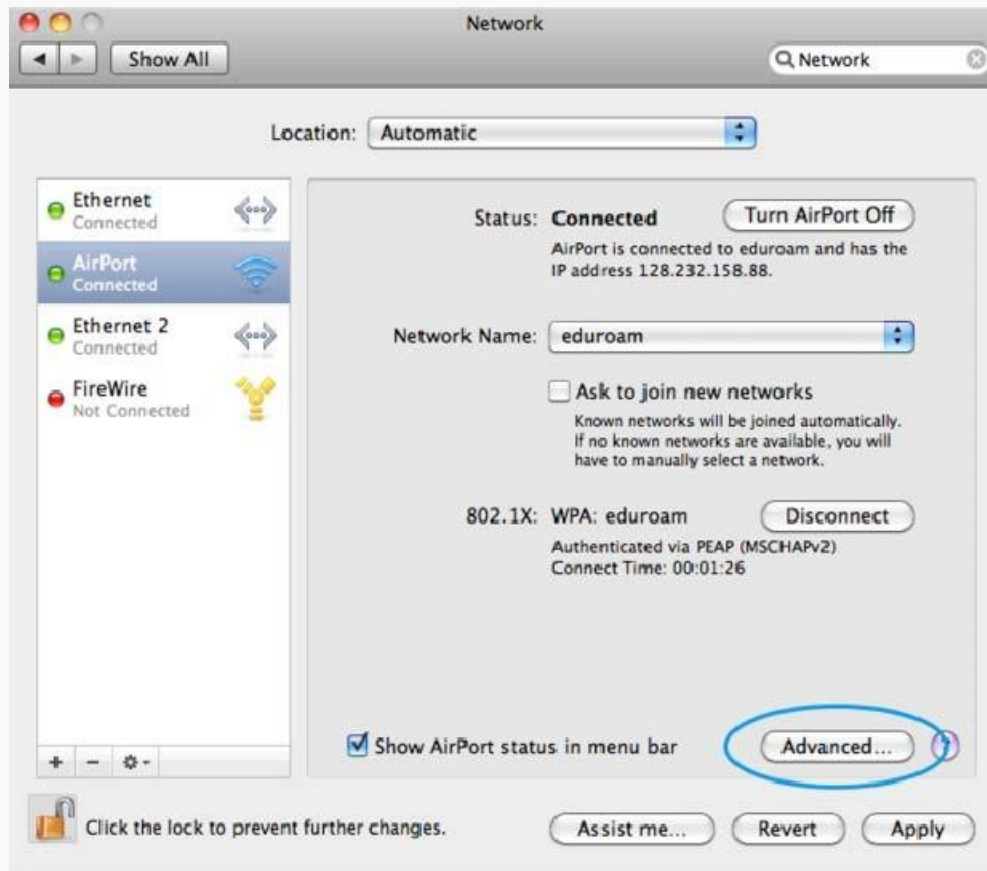 Network
Show All
Network
Location: Automatic
Ethernet
Connected
AirPort
Connected
Ethernet 2
Connected
FireWire
Not Connected
Status: Connected
Turn AirPort Off
AirPort is connected to eduroam and has the
IP address 128.232.158.88.
Network Name: eduroam
Ask to join new networks
Known networks will be joined automatically.
If no known networks are available, you will
have to manually select a network.
802.1X: WPA: eduroam
Disconnect
Authenticated via PEAP (MSCHAPv2)
Connect Time: 00:01:26
Show AirPort status in menu bar
Advanced...
?
+ -
Click the lock to prevent further changes.
Assist me...
Revert
Apply